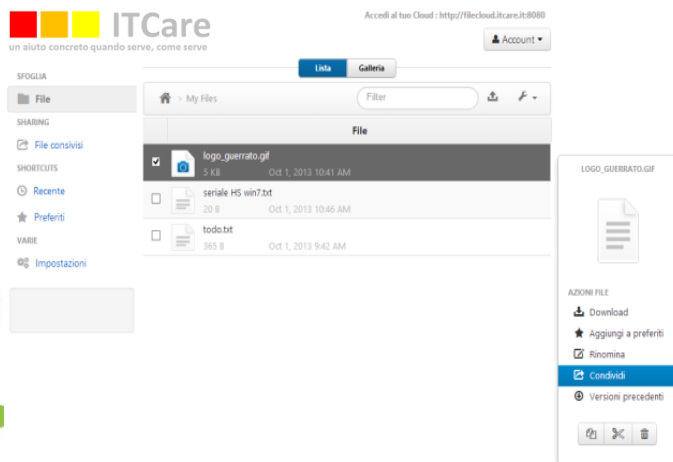 ITCare
un aiuto concreto quando serve, come serve
Accedi al tuo Cloud : http://filecloud.itcare.it:8080
Account
SFOGLIA
File
SHARING
File consivisi
SHORTCUTS
Recente
Preferiti
VARIE
Impostazioni
Lista Galleria
> My Files
Filter
File
logo_guerrato.gif
5 KB Oct 1, 2013 10:41 AM
seriale HS win7.txt
20 B Oct 1, 2013 10:46 AM
todo.txt
365 B Oct 1, 2013 9:42 AM
LOGO_GUERRATO.GIF
AZIONI FILE
Download
Aggiungi a preferiti
Rinomina
Condividi
Versioni precedenti